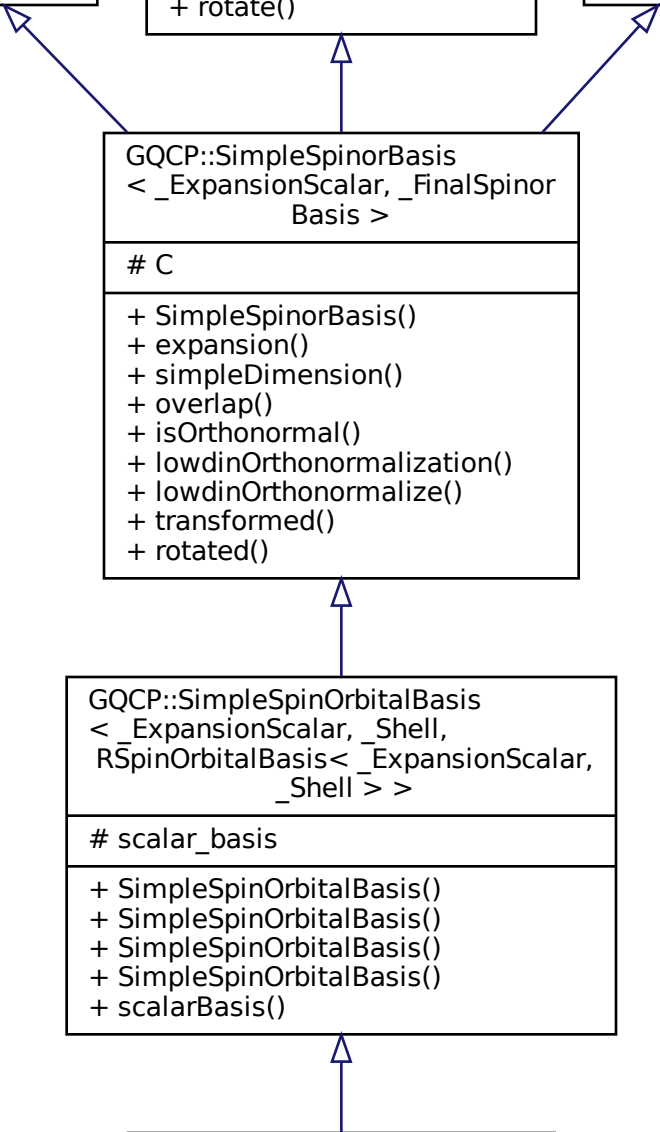 + rotate()
GQCP::SimpleSpinorBasis
< _ExpansionScalar, _FinalSpinor
Basis >
# C
+ SimpleSpinorBasis()
+ expansion()
+ simpleDimension()
+ overlap()
+ isOrthonormal()
+ lowdinOrthonormalization()
+ lowdinOrthonormalize()
+ transformed()
+ rotated()
GQCP::SimpleSpinOrbitalBasis
< _ExpansionScalar, _Shell,
RSpinOrbitalBasis< _ExpansionScalar,
_Shell > >
# scalar_basis
+ SimpleSpinOrbitalBasis()
+ SimpleSpinOrbitalBasis()
+ SimpleSpinOrbitalBasis()
+ SimpleSpinOrbitalBasis()
+ scalarBasis()